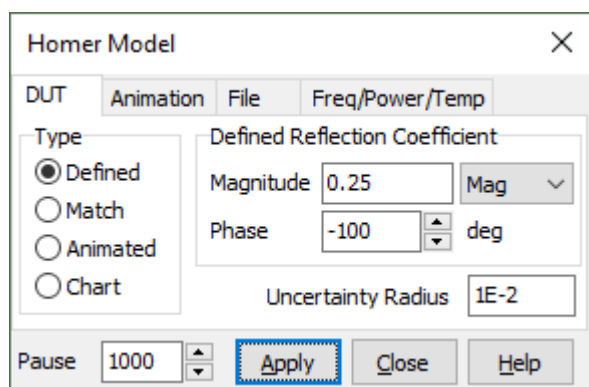 Homer Model
DUT Animation File Freq/Power/Temp
Type
Defined
Match
Animated
Chart
Defined Reflection Coefficient
Magnitude 0.25 Mag
Phase -100 deg
Uncertainty Radius 1E-2
Pause 1000 Apply Close Help